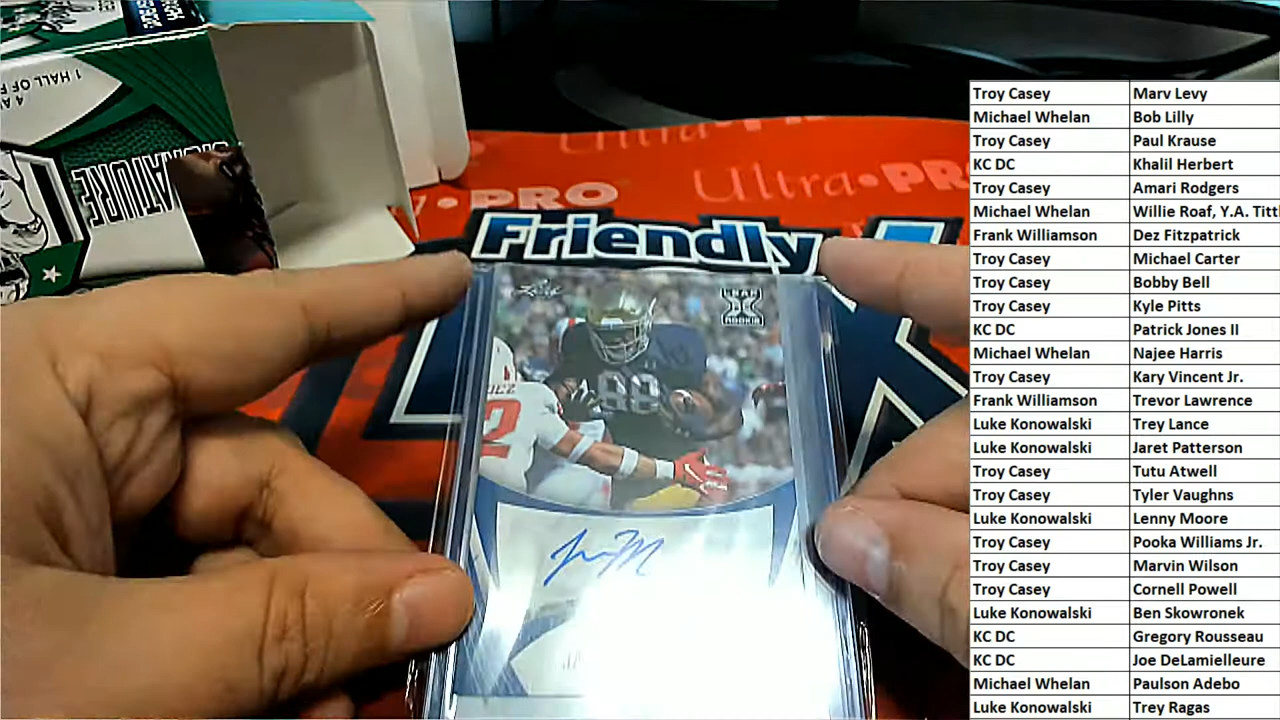 1 HALL OF
SIGNATURE
Ultra•PRO
PRO
Ultra•PRO
Friendly
Leaf
XRC
ROOKIE
88
2
Troy Casey Marv Levy
Michael Whelan Bob Lilly
Troy Casey Paul Krause
KC DC Khalil Herbert
Troy Casey Amari Rodgers
Michael Whelan Willie Roaf, Y.A. Titt
Frank Williamson Dez Fitzpatrick
Troy Casey Michael Carter
Troy Casey Bobby Bell
Troy Casey Kyle Pitts
KC DC Patrick Jones II
Michael Whelan Najee Harris
Troy Casey Kary Vincent Jr.
Frank Williamson Trevor Lawrence
Luke Konowalski Trey Lance
Luke Konowalski Jaret Patterson
Troy Casey Tutu Atwell
Troy Casey Tyler Vaughns
Luke Konowalski Lenny Moore
Troy Casey Pooka Williams Jr.
Troy Casey Marvin Wilson
Troy Casey Cornell Powell
Luke Konowalski Ben Skowronek
KC DC Gregory Rousseau
KC DC Joe DeLamielleure
Michael Whelan Paulson Adebo
Luke Konowalski Trey Ragas